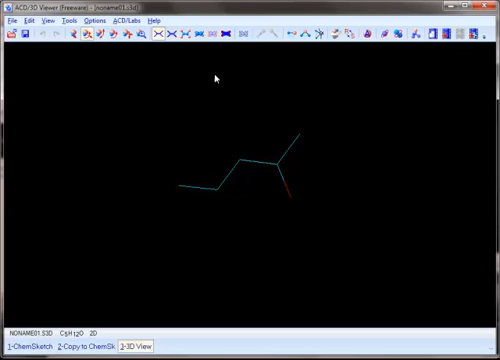 ACD/3D Viewer (Freeware) - [noname01.s3d]
File Edit View Tools Options ACD/Labs Help
NONAME01.S3D C5H12O 2D
1-ChemSketch 2-Copy to ChemSk 3-3D View